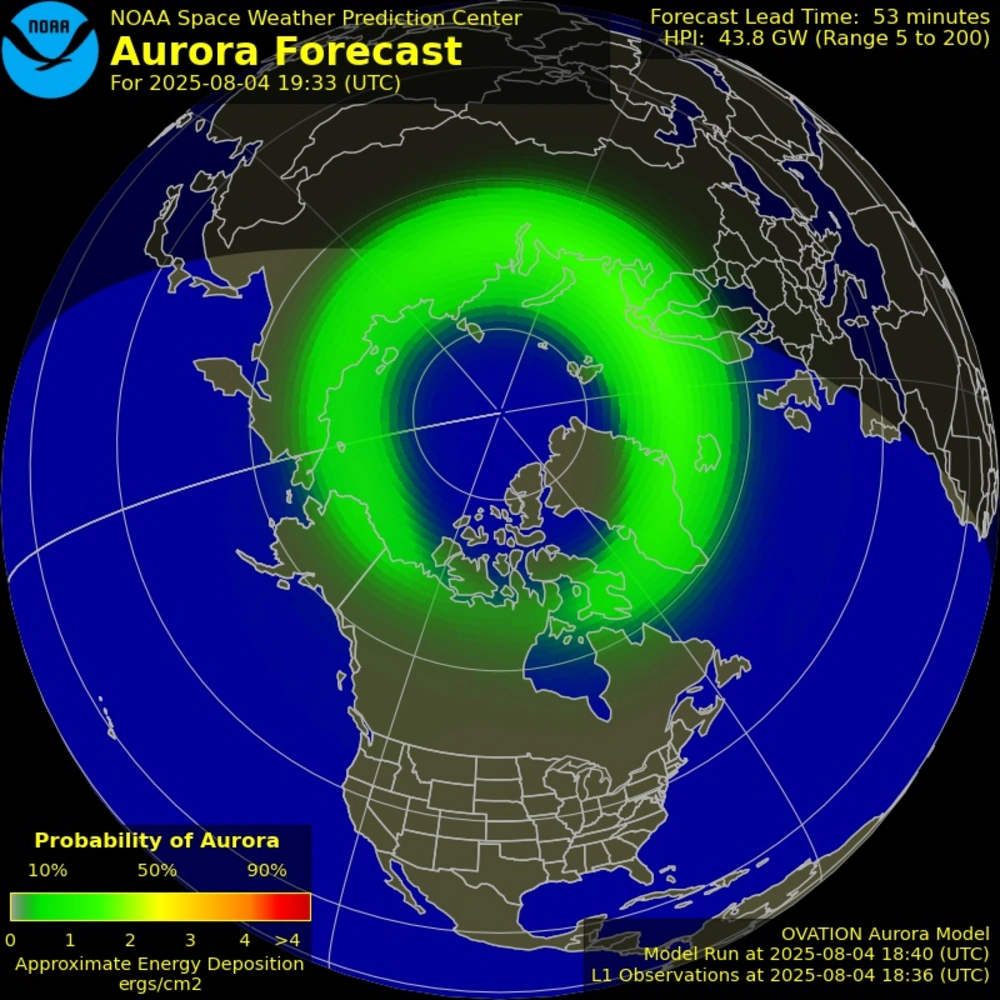 NOAA
NOAA Space Weather Prediction Center
Aurora Forecast
For 2025-08-04 19:33 (UTC)
Forecast Lead Time: 53 minutes
HPI: 43.8 GW (Range 5 to 200)
Probability of Aurora
10% 50% 90%
0 1 2 3 4 >4
Approximate Energy Deposition
ergs/cm2
OVATION Aurora Model
Model Run at 2025-08-04 18:40 (UTC)
L1 Observations at 2025-08-04 18:36 (UTC)